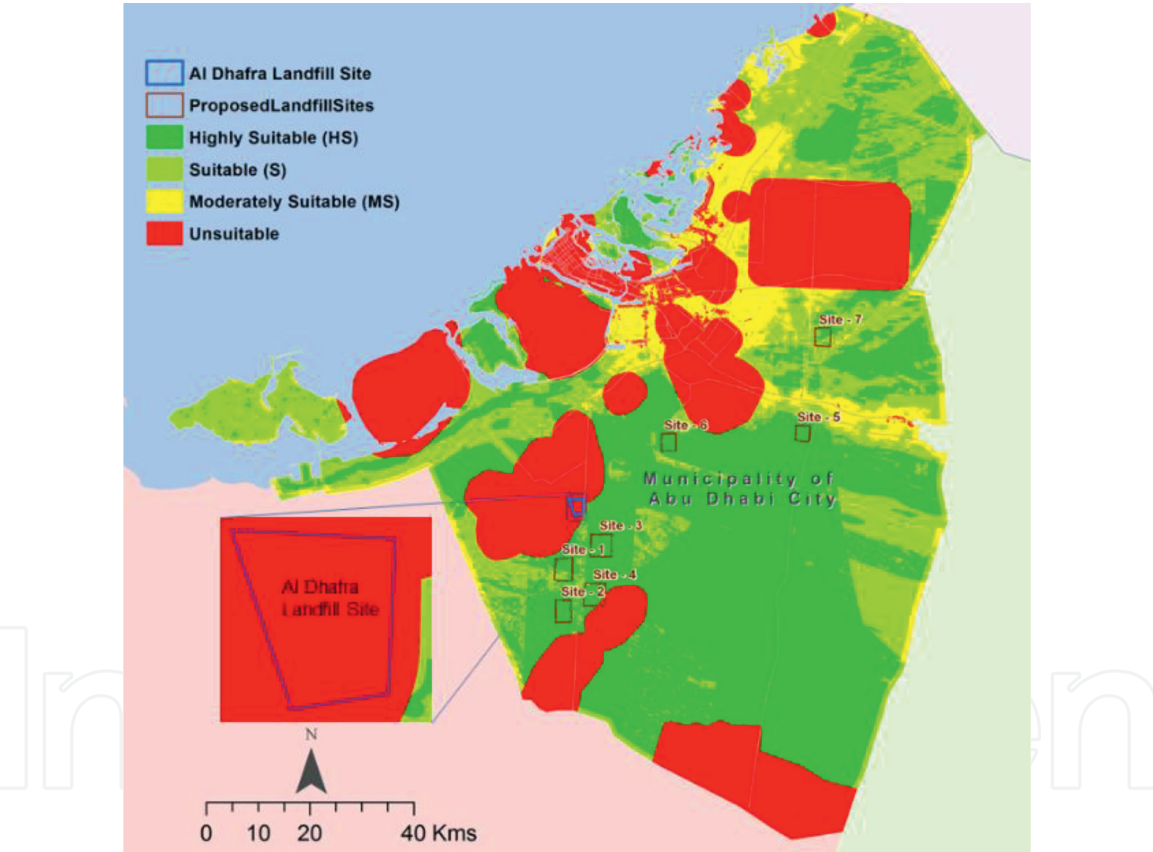 Al Dhafra Landfill Site
ProposedLandfillSites
Highly Suitable (HS)
Suitable (S)
Moderately Suitable (MS)
Unsuitable
Site - 7
Site - 5
Site - 6
Municipality of
Abu Dhabi City
Site - 3
Site - 1
Site - 4
Site - 2
Al Dhafra
Landfill Site
N
0 10 20 40 Kms
In
en